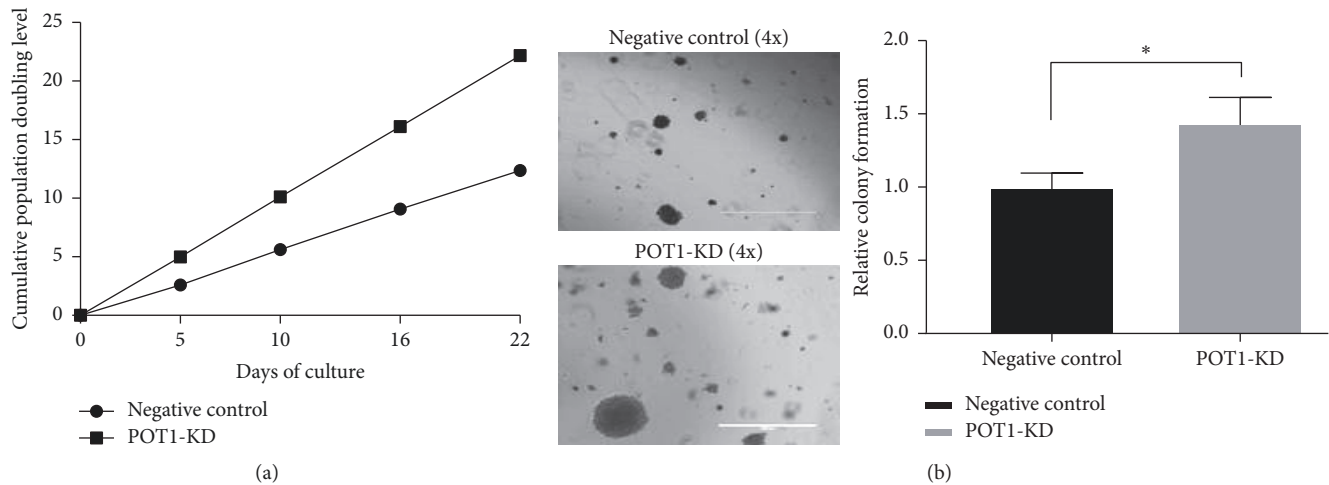 Cumulative population doubling level
25
20
15
10
5
0
0 5 10 16 22
Days of culture
Negative control
POT1-KD
(a)
Negative control (4x)
POT1-KD (4x)
Relative colony formation
2.0
1.5
1.0
0.5
0.0
*
Negative control POT1-KD
Negative control
POT1-KD
(b)